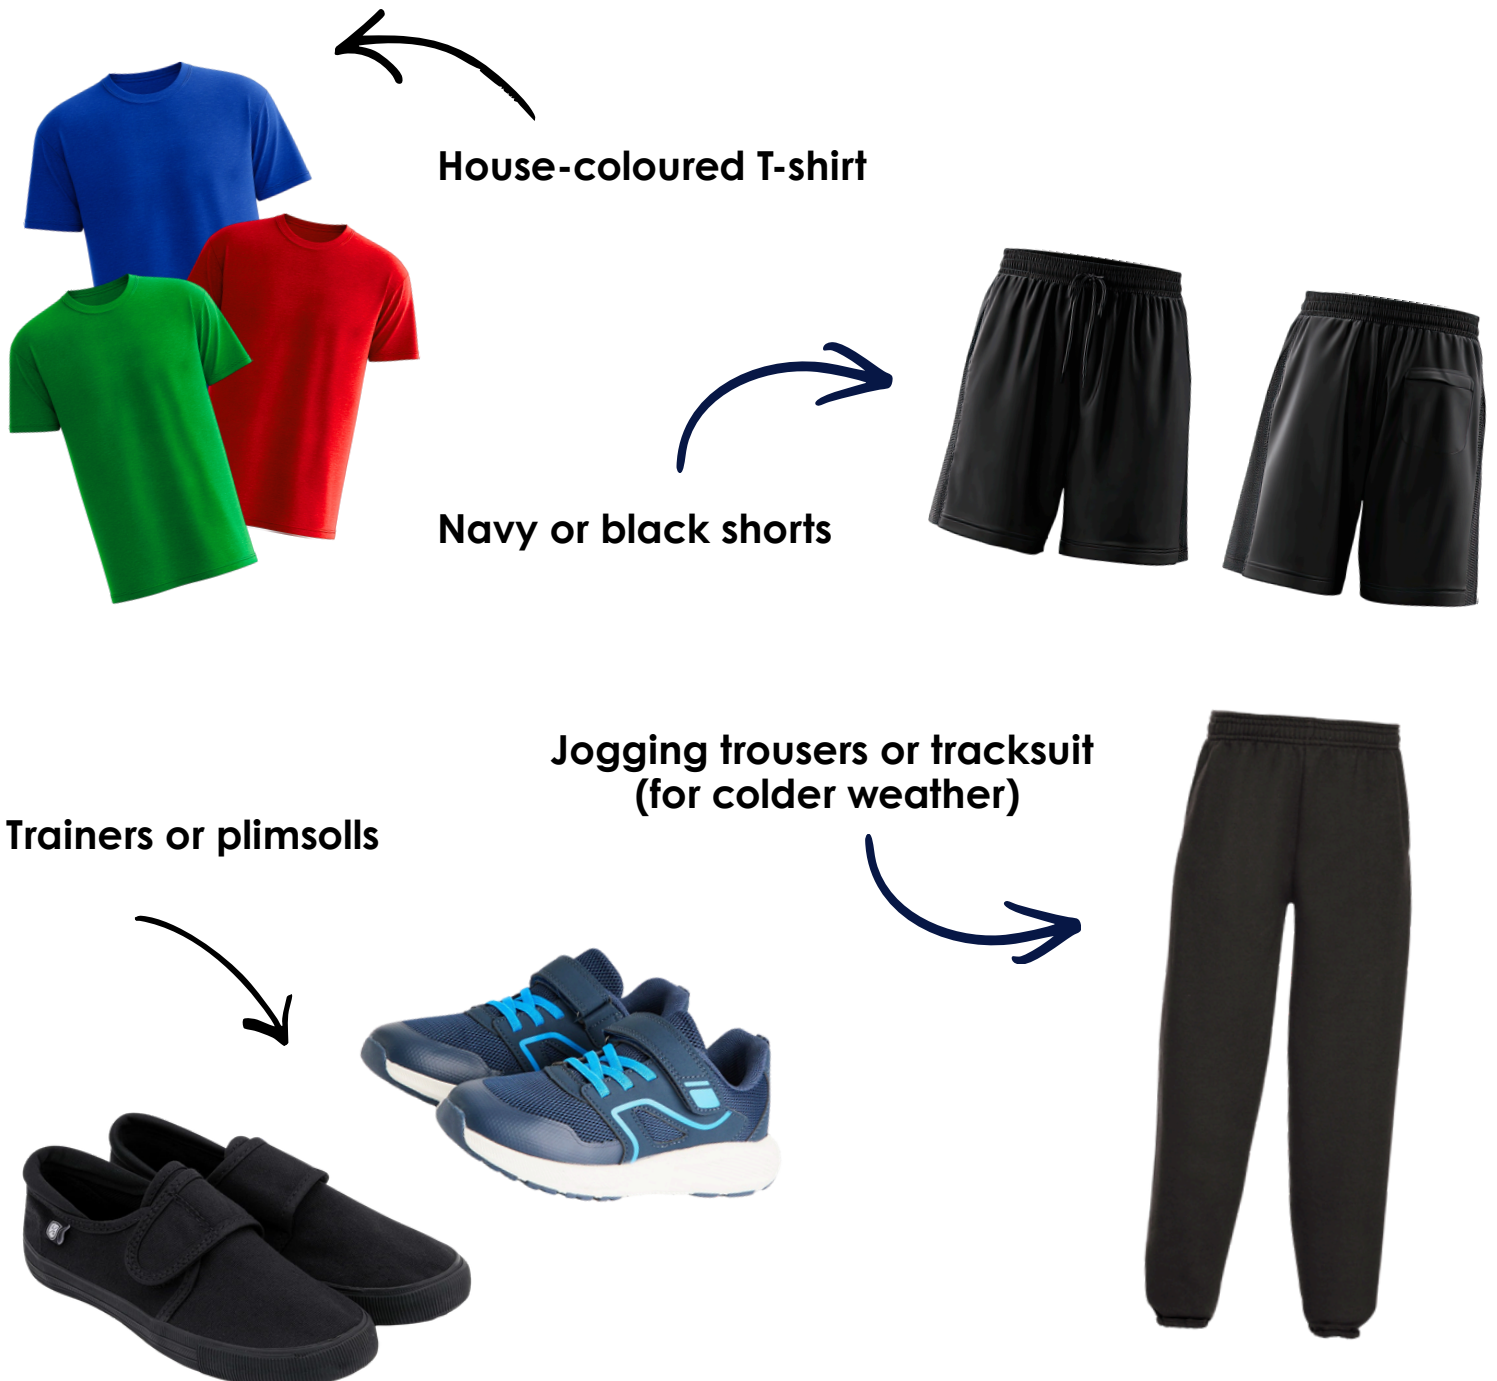 House-coloured T-shirt
Navy or black shorts
Jogging trousers or tracksuit
(for colder weather)
Trainers or plimsolls